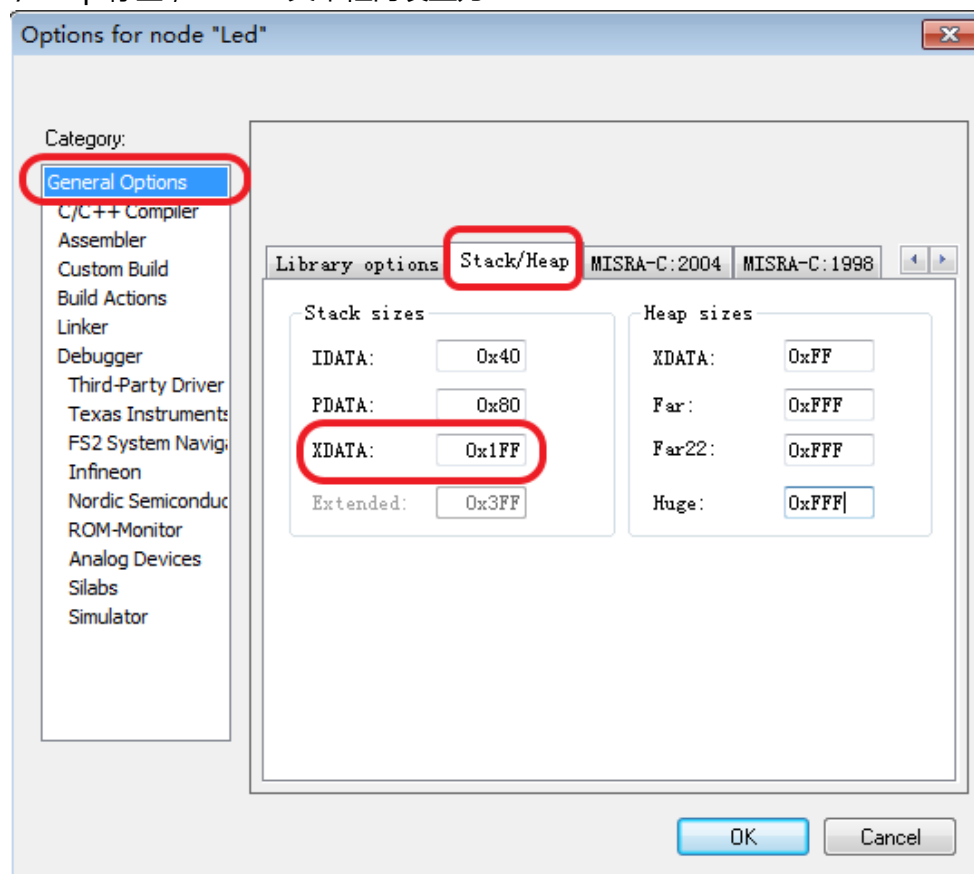 Options for node "Led"
Category:
General Options
C/C++ Compiler
Assembler
Custom Build
Build Actions
Linker
Debugger
Third-Party Driver
Texas Instruments
FS2 System Naviga
Infineon
Nordic Semiconduc
ROM-Monitor
Analog Devices
Silabs
Simulator
Library options Stack/Heap MISRA-C:2004 MISRA-C:1998
Stack sizes
IDATA: 0x40
PDATA: 0x80
XDATA: 0x1FF
Extended: 0x3FF
Heap sizes
XDATA: 0xFF
Far: 0xFFF
Far22: 0xFFF
Huge: 0xFFF
OK Cancel